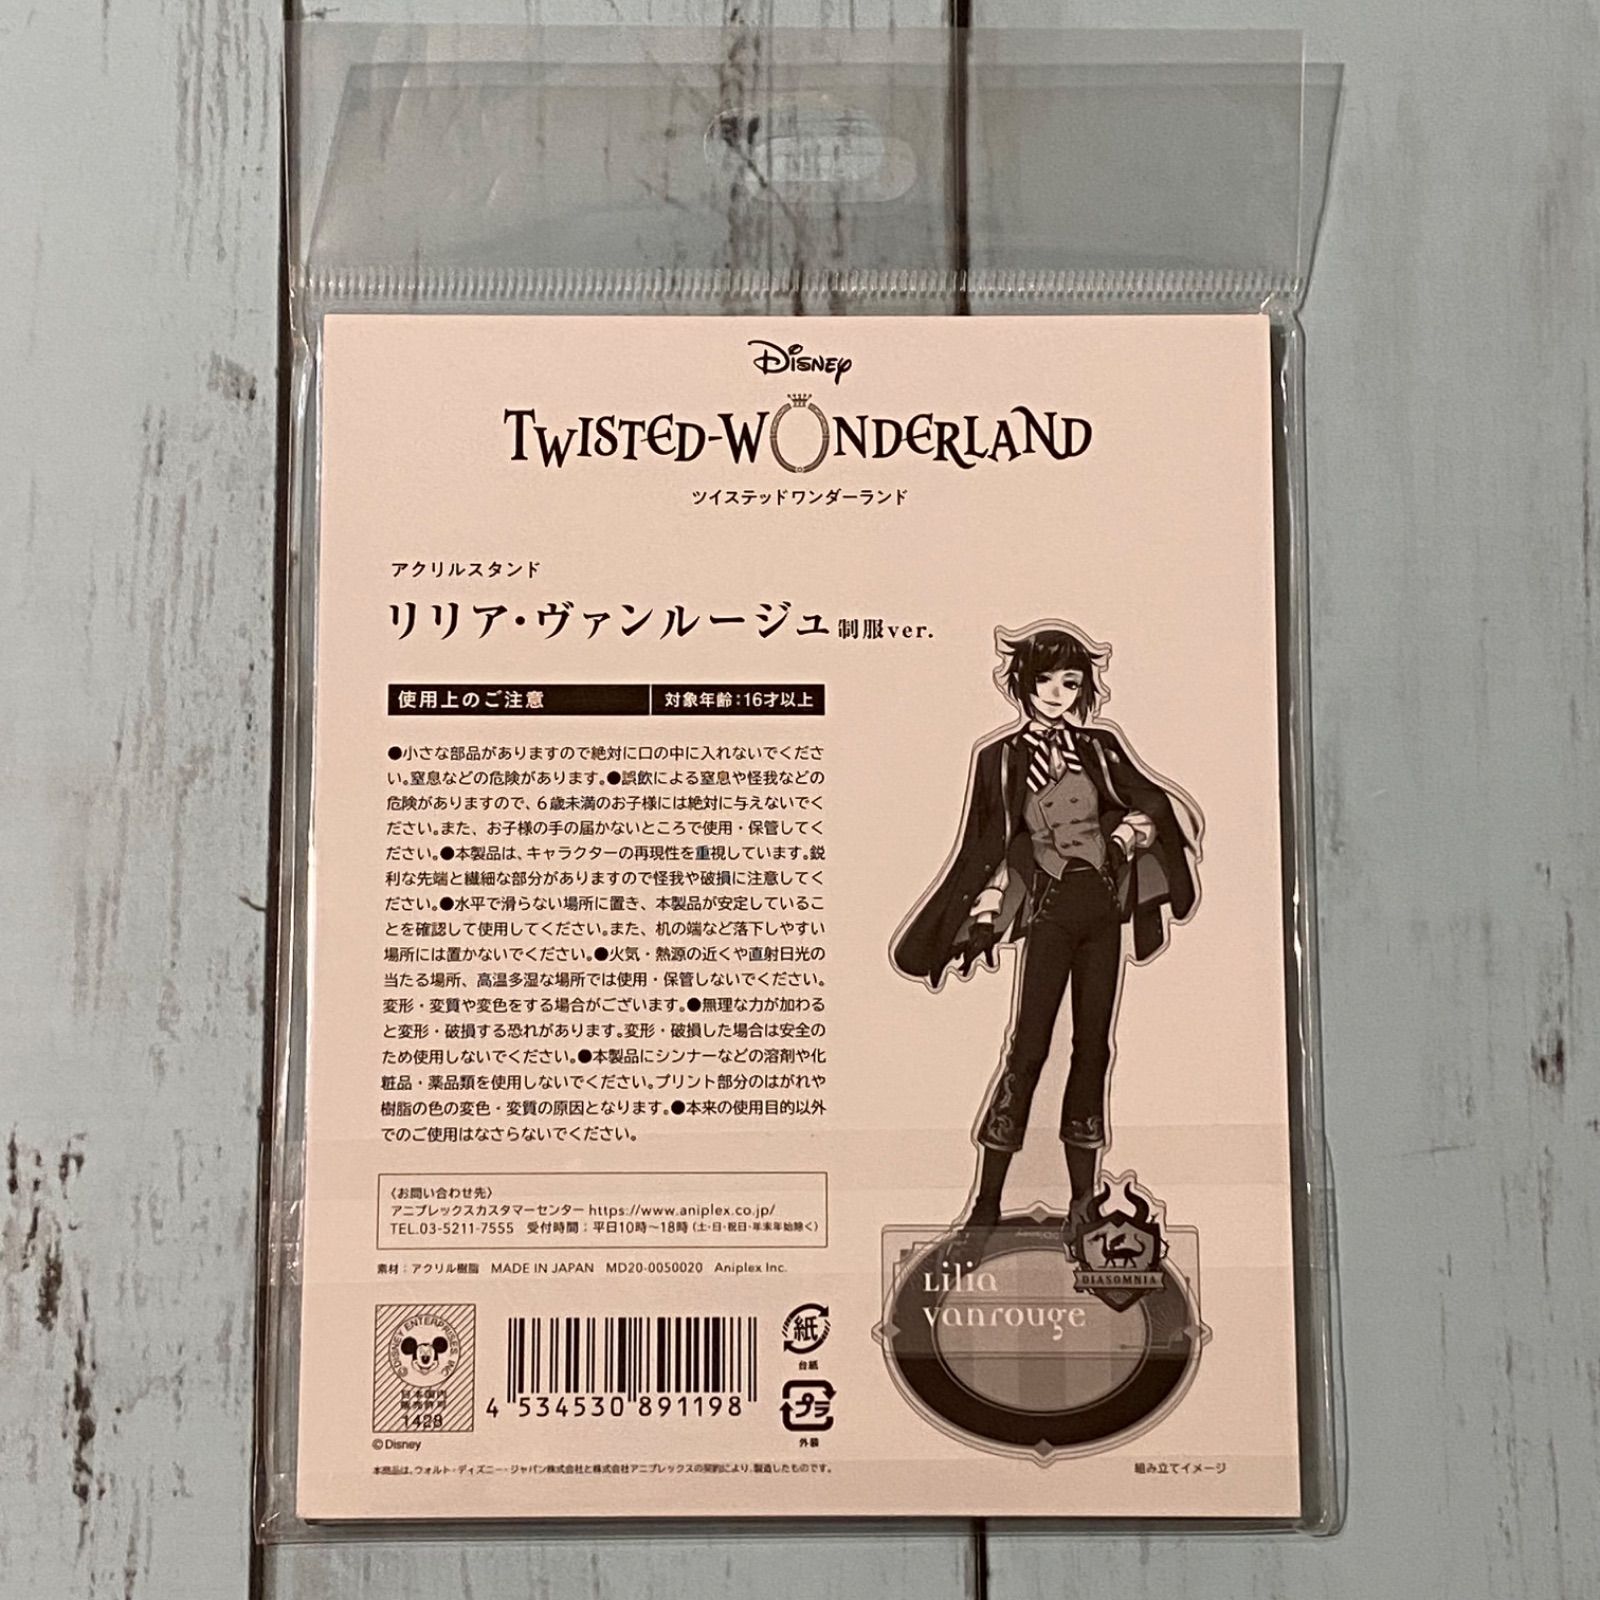 Disney
TWISTED-WONDERLAND
ツイステッドワンダーランド
アクリルスタンド
リリア・ヴァンルージュ 制服ver.
使用上のご注意 対象年齢：16才以上
●小さな部品がありますので絶対に口の中に入れないでくださ
い。窒息などの危険があります。●誤飲による窒息や怪我などの
危険がありますので、6歳未満のお子様には絶対に与えないでく
ださい。また、お子様の手の届かないところで使用・保管してく
ださい。●本製品は、キャラクターの再現性を重視しています。鋭
利な先端と繊細な部分がありますので怪我や破損に注意してく
ださい。●水平で滑らない場所に置き、本製品が安定しているこ
とを確認して使用してください。また、机の端など落下しやすい
場所には置かないでください。●火気・熱源の近くや直射日光の
当たる場所、高温多湿な場所では使用・保管しないでください。
変形・変質や変色をする場合がございます。●無理な力が加わる
と変形・破損する恐れがあります。変形・破損した場合は安全の
ため使用しないでください。●本製品にシンナーなどの溶剤や化
粧品・薬品類を使用しないでください。プリント部分のはがれや
樹脂の色の変色・変質の原因となります。●本来の使用目的以外
でのご使用はなさらないでください。
〈お問い合わせ先〉
アニプレックスカスタマーセンター https://www.aniplex.co.jp/
TEL.03-5211-7555 受付時間：平日10時～18時（土・日・祝日・年末年始除く）
素材：アクリル樹脂 MADE IN JAPAN MD20-0050020 Aniplex Inc.
©DISNEY ENTERPRISES, INC
日本国内
販売許可
1428
©Disney
4 534530 891198
紙
台紙
プラ
外装
本商品は、ウォルト・ディズニー・ジャパン株式会社と株式会社アニプレックスの契約により、製造したものです。
©Disney
DIASOMNIA
Lilia
vanrouge
組み立てイメージ